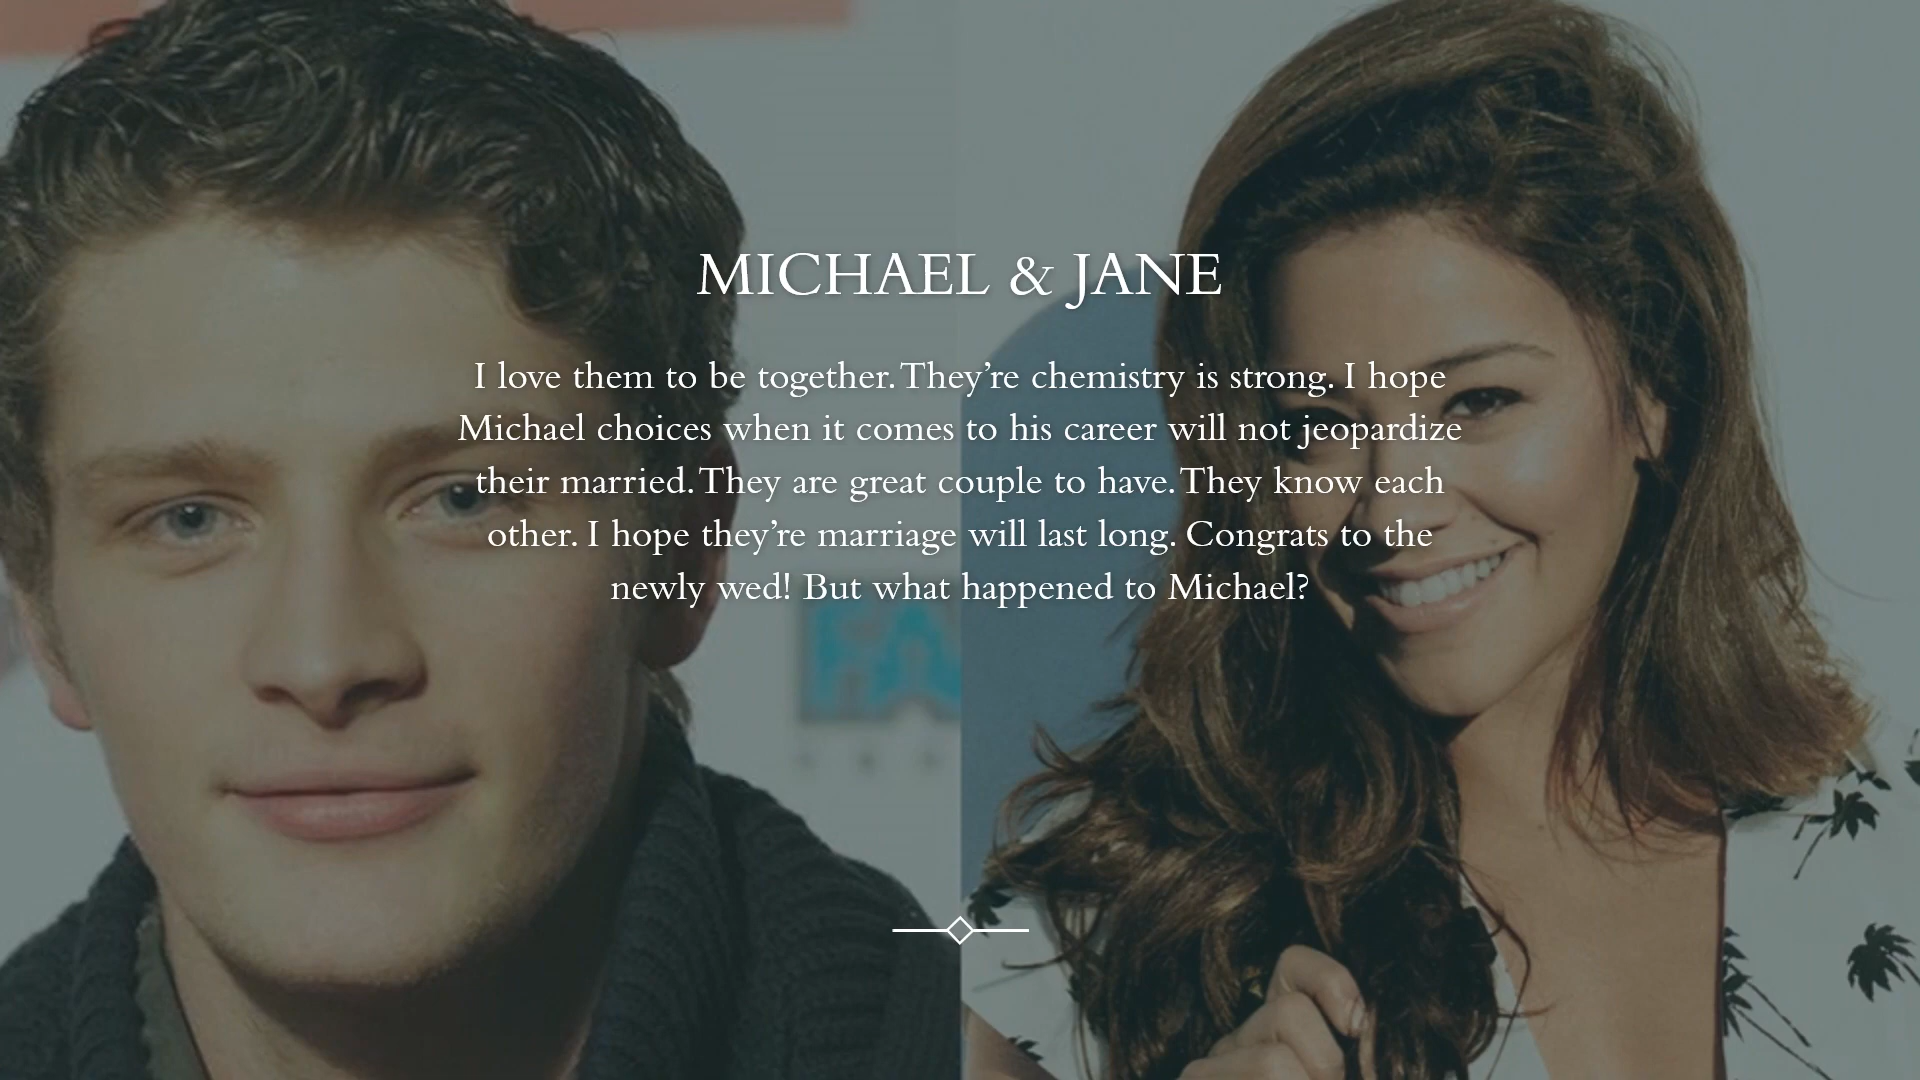 MICHAEL & JANE
I love them to be together. They're chemistry is strong. I hope
Michael choices when it comes to his career will not jeopardize
their married. They are great couple to have. They know each
other. I hope they're marriage will last long. Congrats to the
newly wed! But what happened to Michael?
FA